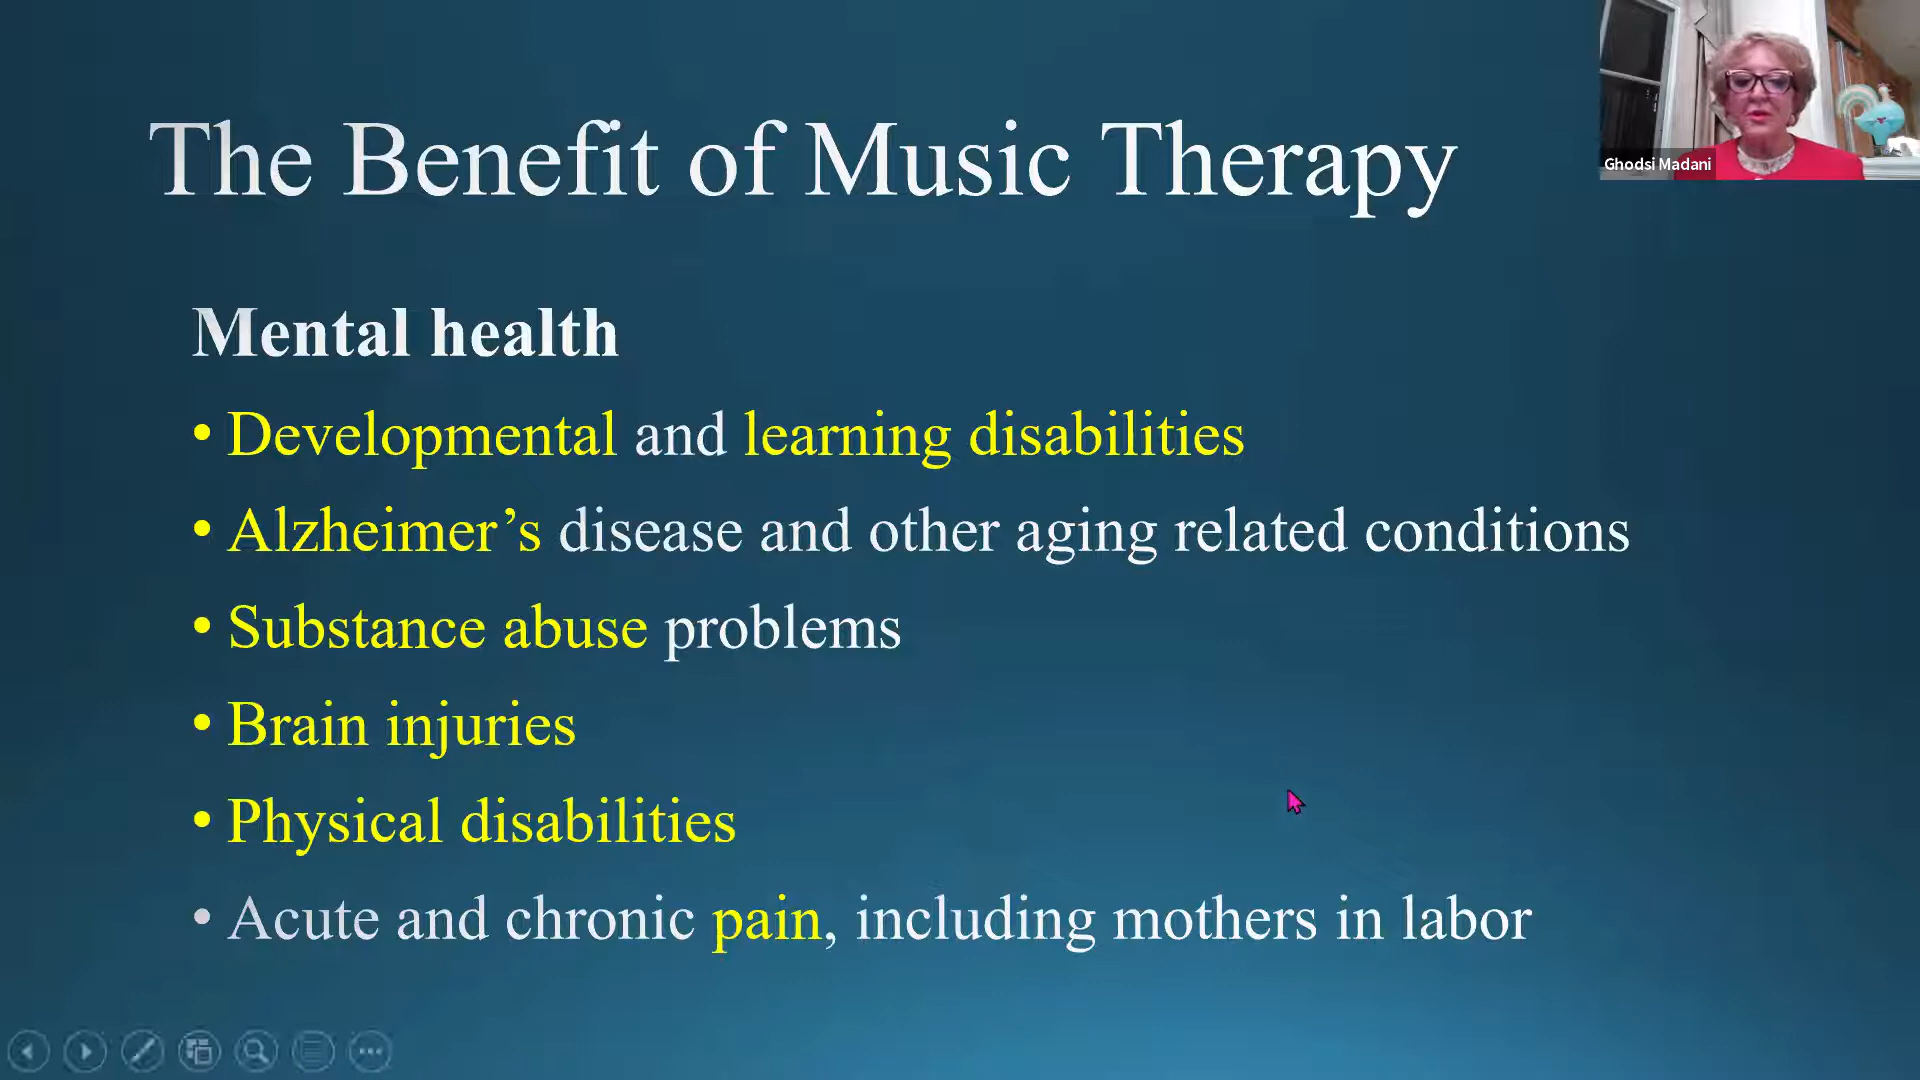 The Benefit of Music Therapy
Ghodsi Madani
Mental health
• Developmental and learning disabilities
• Alzheimer’s disease and other aging related conditions
• Substance abuse problems
• Brain injuries
• Physical disabilities
• Acute and chronic pain, including mothers in labor